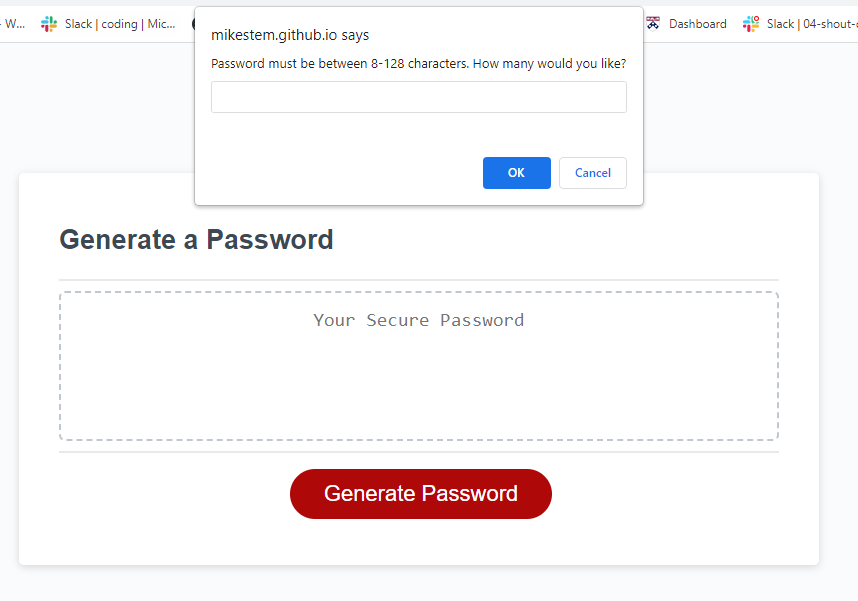 W... Slack | coding | Mic... Dashboard Slack | 04-shout-
mikestem.github.io says
Password must be between 8-128 characters. How many would you like?
OK Cancel
Generate a Password
Your Secure Password
Generate Password